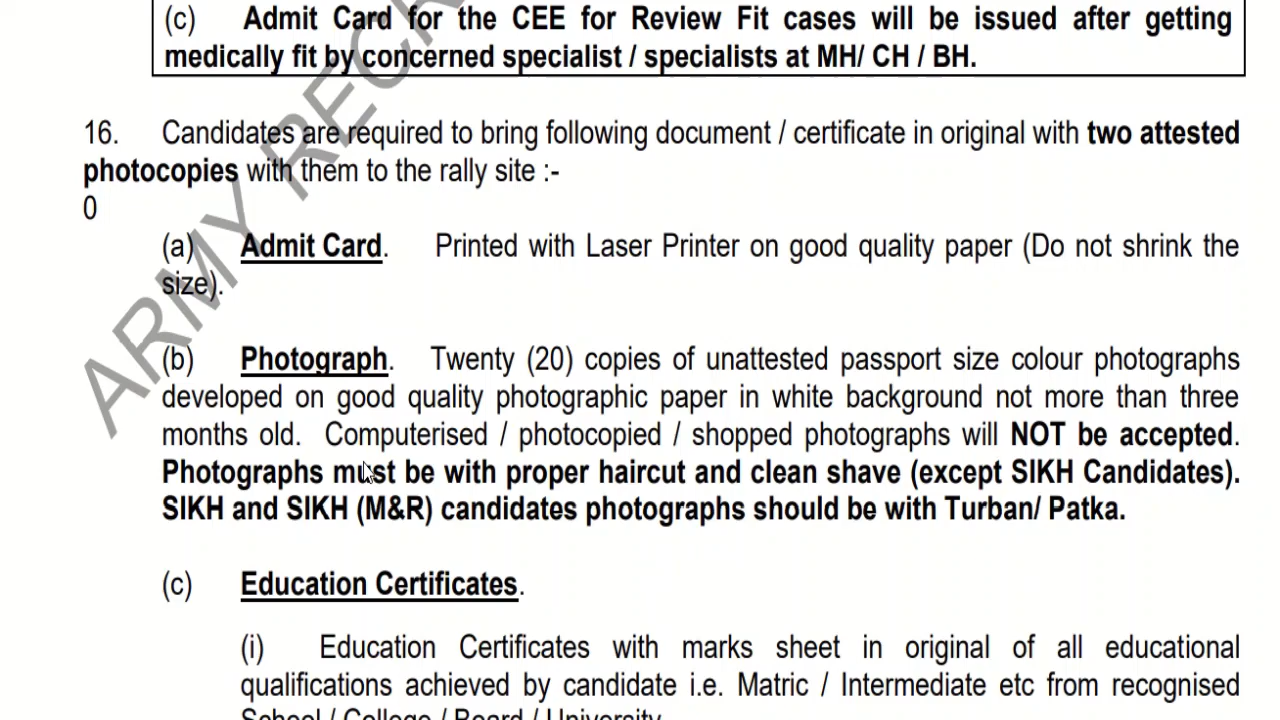 (c) Admit Card for the CEE for Review Fit cases will be issued after getting
medically fit by concerned specialist / specialists at MH/ CH / BH.
16. Candidates are required to bring following document / certificate in original with two attested
photocopies with them to the rally site :-
0
(a) Admit Card. Printed with Laser Printer on good quality paper (Do not shrink the
size).
(b) Photograph. Twenty (20) copies of unattested passport size colour photographs
developed on good quality photographic paper in white background not more than three
months old. Computerised / photocopied / shopped photographs will NOT be accepted.
Photographs must be with proper haircut and clean shave (except SIKH Candidates).
SIKH and SIKH (M&R) candidates photographs should be with Turban/ Patka.
(c) Education Certificates.
(i) Education Certificates with marks sheet in original of all educational
qualifications achieved by candidate i.e. Matric / Intermediate etc from recognised
School / College / Board / University
ARMY RECR